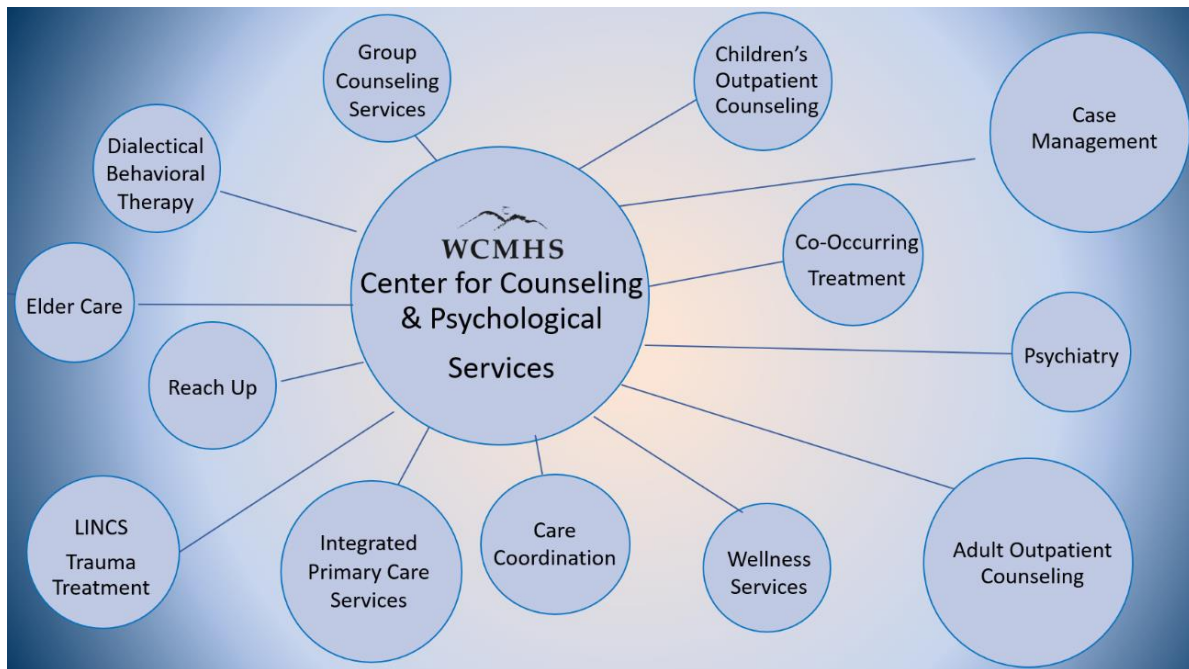 Group
Counseling
Services
Children's
Outpatient
Counseling
Case
Management
Dialectical
Behavioral
Therapy
WCMHS
Center for Counseling
& Psychological
Services
Co-Occurring
Treatment
Elder Care
Reach Up
Psychiatry
LINCS
Trauma
Treatment
Integrated
Primary Care
Services
Care
Coordination
Wellness
Services
Adult Outpatient
Counseling